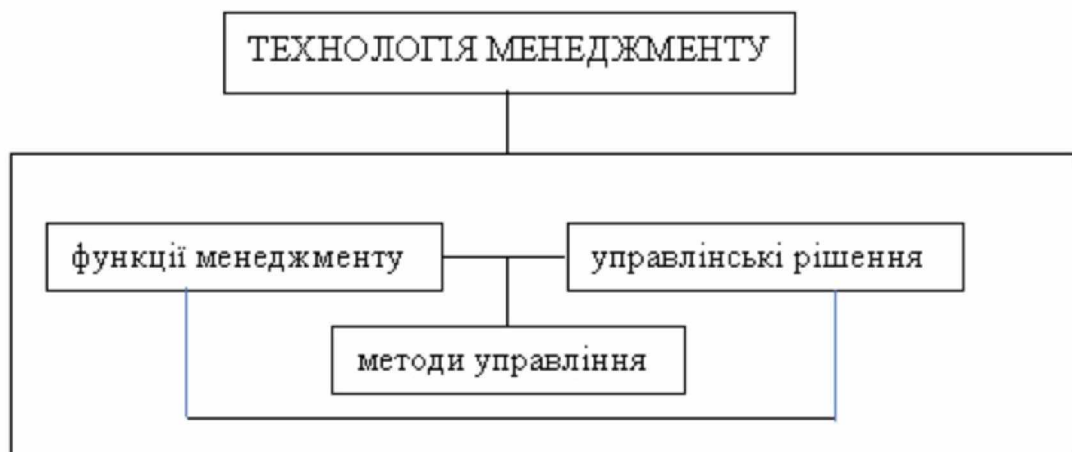 ТЕХНОЛОГІЯ МЕНЕДЖМЕНТУ
функції менеджменту
управлінські рішення
методи управління